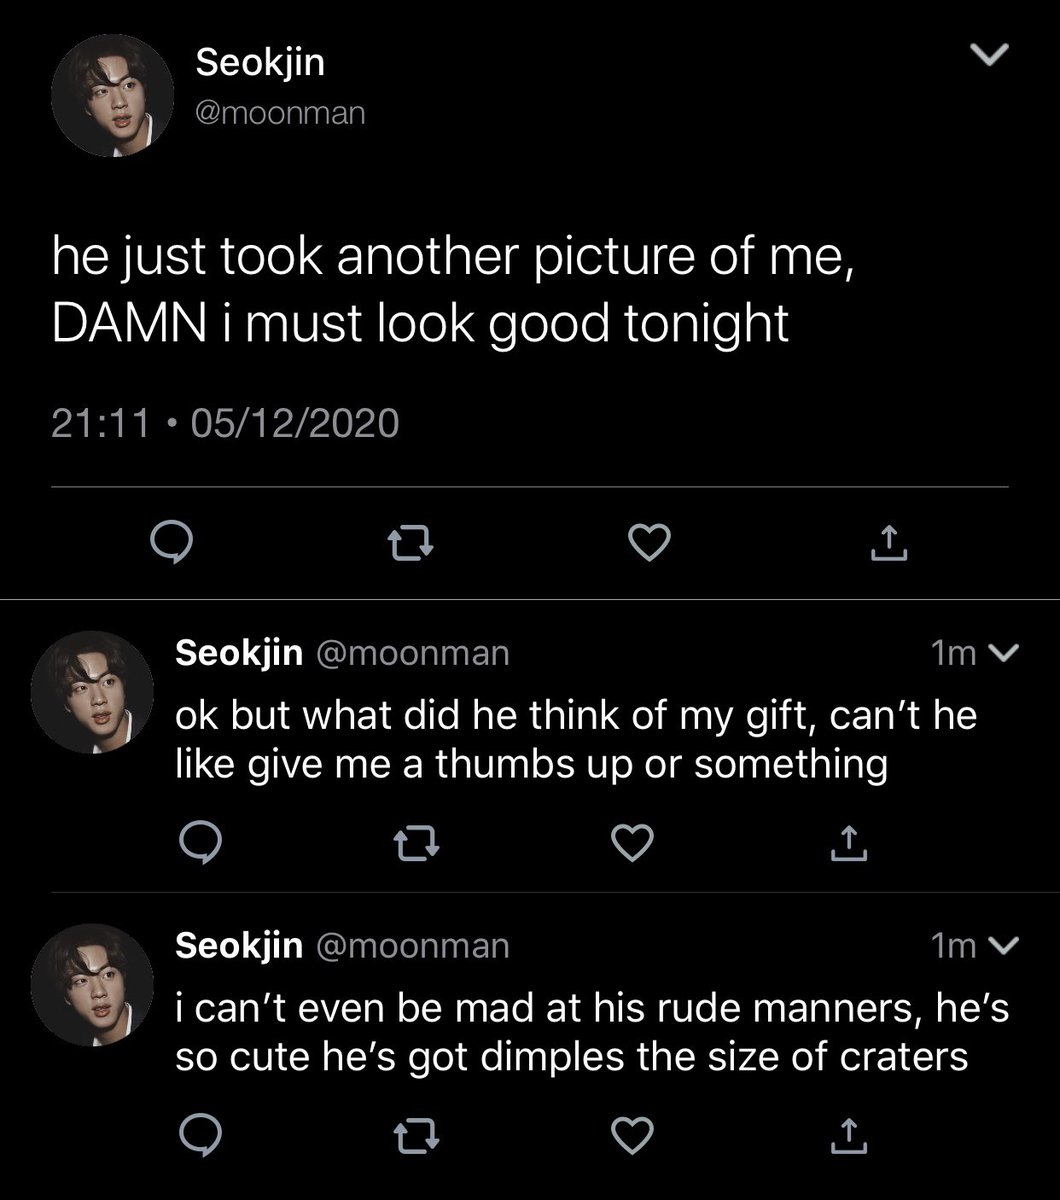 Seokjin
@moonman
he just took another picture of me,
DAMN i must look good tonight
21:11 • 05/12/2020
Seokjin @moonman 1m
ok but what did he think of my gift, can’t he
like give me a thumbs up or something
Seokjin @moonman 1m
i can’t even be mad at his rude manners, he’s
so cute he’s got dimples the size of craters